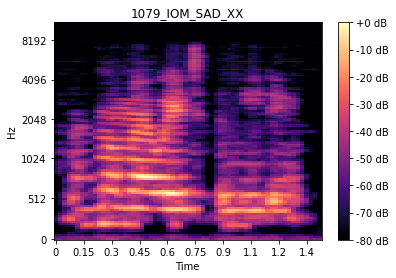 1079_IOM_SAD_XX
8192
4096
2048
1024
512
0
Hz
0 0.15 0.3 0.45 0.6 0.75 0.9 1.1 1.2 1.4
Time
+0 dB
-10 dB
-20 dB
-30 dB
-40 dB
-50 dB
-60 dB
-70 dB
-80 dB